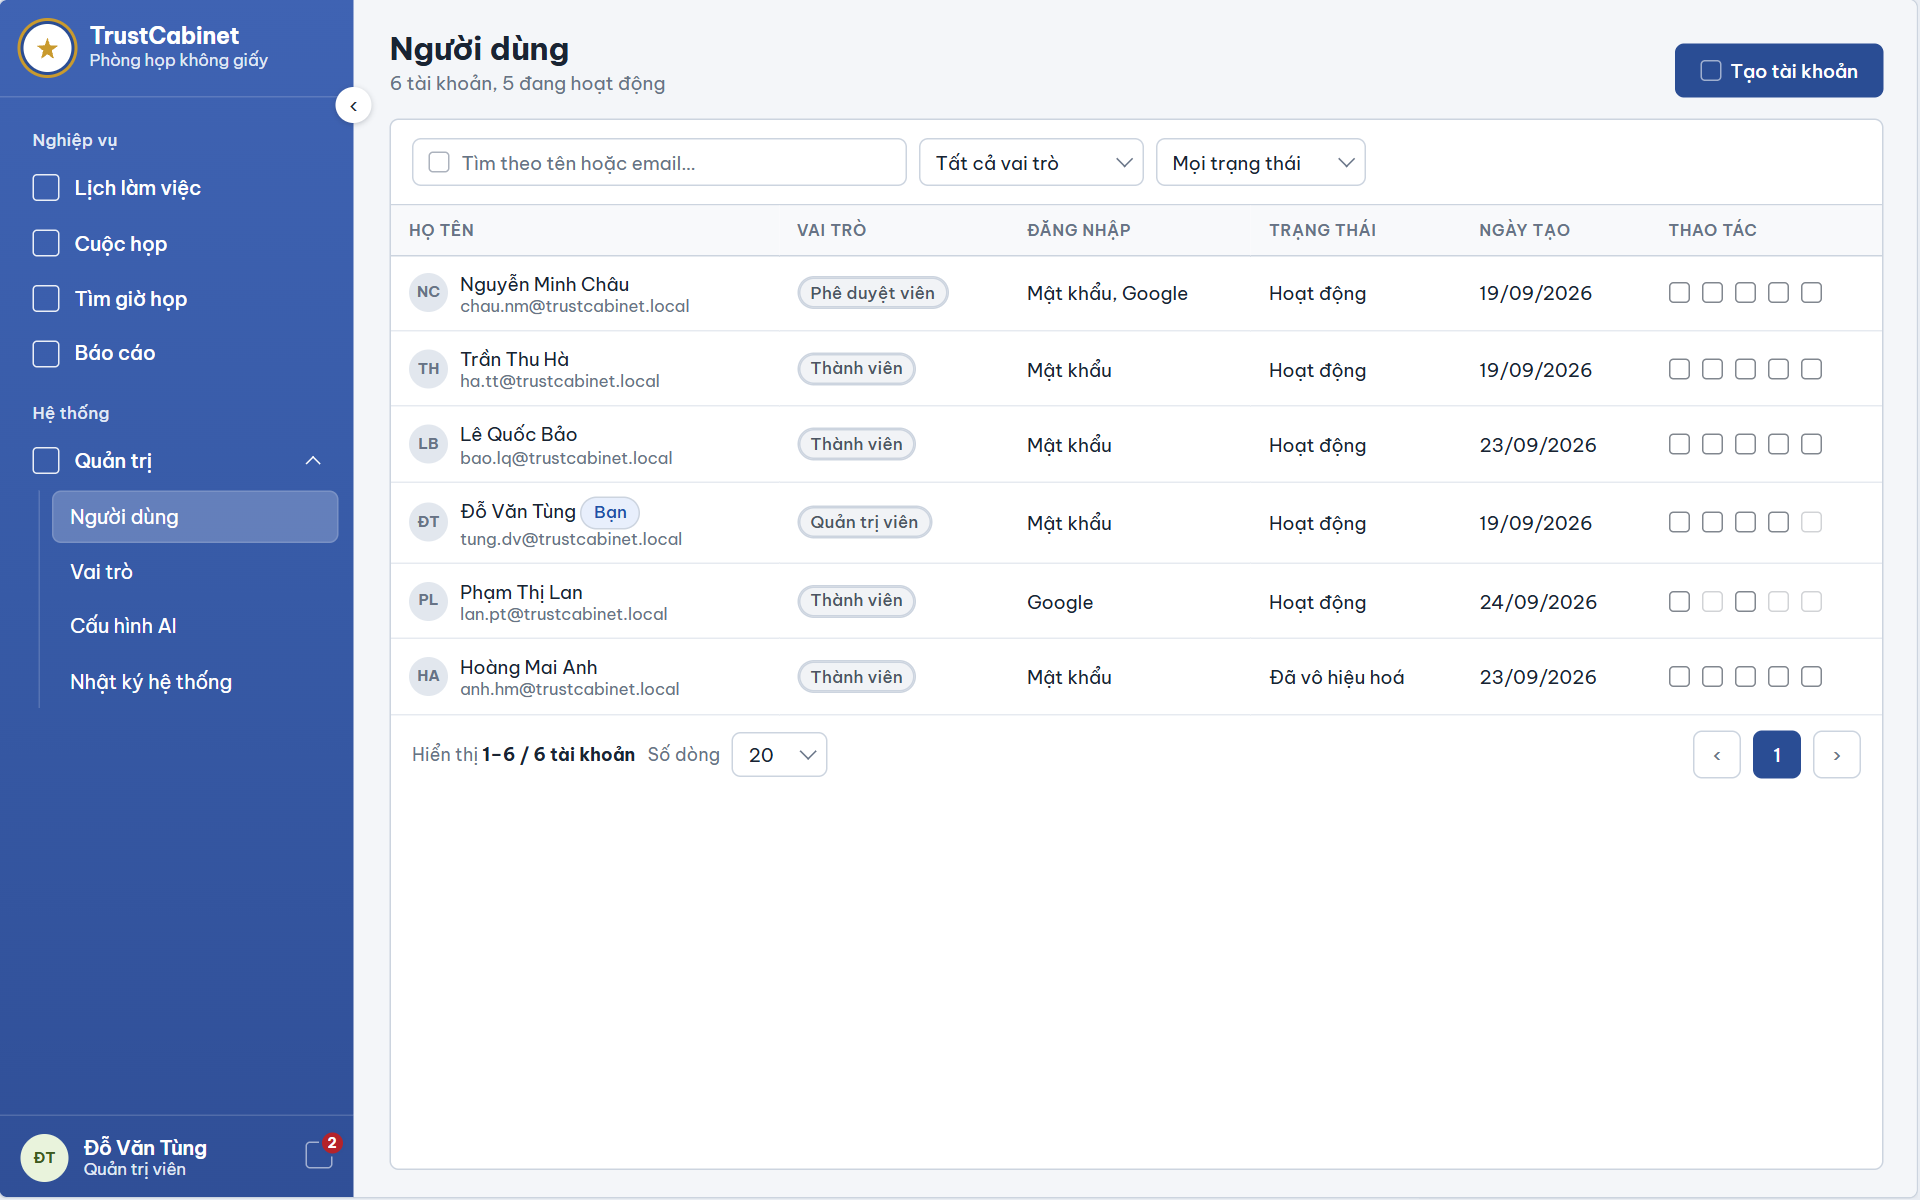 TrustCabinet
Phòng họp không giấy
Nghiệp vụ
Lịch làm việc
Cuộc họp
Tìm giờ họp
Báo cáo
Hệ thống
Quản trị
Người dùng
Vai trò
Cấu hình AI
Nhật ký hệ thống
ĐT
Đỗ Văn Tùng
Quản trị viên
2
Người dùng
6 tài khoản, 5 đang hoạt động
Tạo tài khoản
Tìm theo tên hoặc email...
Tất cả vai trò
Mọi trạng thái
HỌ TÊN VAI TRÒ ĐĂNG NHẬP TRẠNG THÁI NGÀY TẠO THAO TÁC
NC Nguyễn Minh Châu Phê duyệt viên Mật khẩu, Google Hoạt động 19/09/2026
chau.nm@trustcabinet.local
TH Trần Thu Hà Thành viên Mật khẩu Hoạt động 19/09/2026
ha.tt@trustcabinet.local
LB Lê Quốc Bảo Thành viên Mật khẩu Hoạt động 23/09/2026
bao.lq@trustcabinet.local
ĐT Đỗ Văn Tùng Bạn Quản trị viên Mật khẩu Hoạt động 19/09/2026
tung.dv@trustcabinet.local
PL Phạm Thị Lan Thành viên Google Hoạt động 24/09/2026
lan.pt@trustcabinet.local
HA Hoàng Mai Anh Thành viên Mật khẩu Đã vô hiệu hoá 23/09/2026
anh.hm@trustcabinet.local
Hiển thị 1–6 / 6 tài khoản Số dòng 20
‹ 1 ›